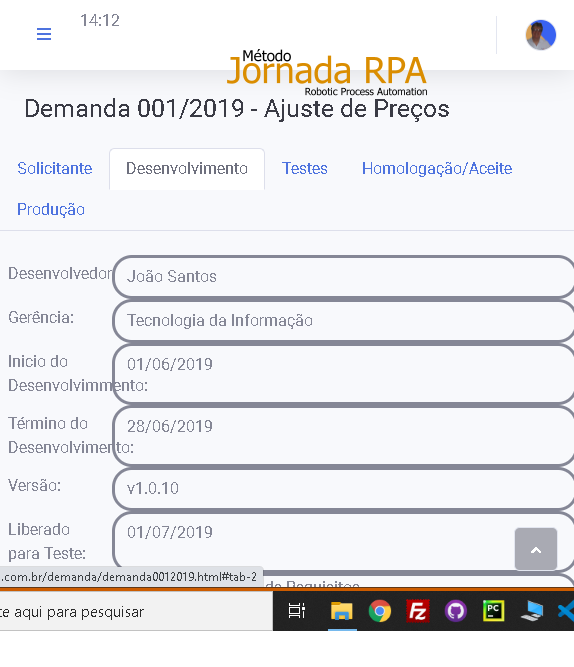 14:12
Método
Jornada RPA
Robotic Process Automation
Demanda 001/2019 - Ajuste de Preços
Solicitante Desenvolvimento Testes Homologação/Aceite
Produção
Desenvolvedor João Santos
Gerência: Tecnologia da Informação
Inicio do 01/06/2019
Desenvolvimmento:
Término do 28/06/2019
Desenvolvimento:
Versão: v1.0.10
Liberado 01/07/2019
para Teste:
de Requisitos
.com.br/demanda/demanda0012019.html#tab-2
te aqui para pesquisar
PC